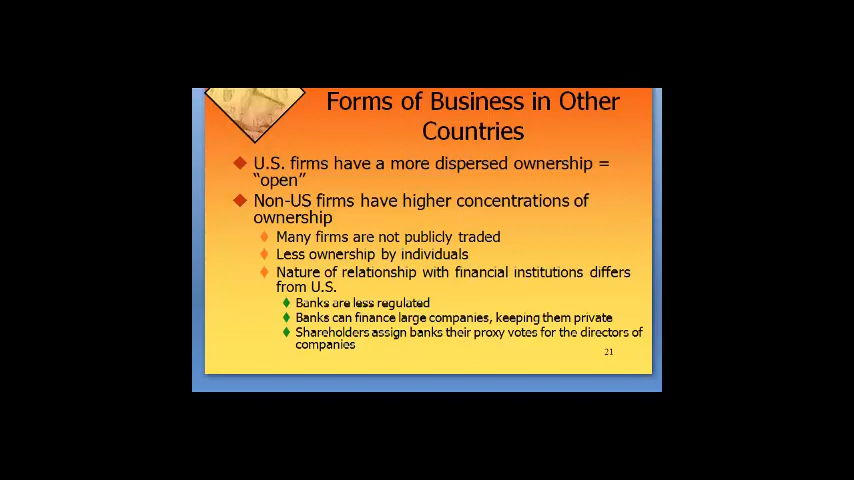 Forms of Business in Other
Countries
U.S. firms have a more dispersed ownership =
“open”
Non-US firms have higher concentrations of
ownership
Many firms are not publicly traded
Less ownership by individuals
Nature of relationship with financial institutions differs
from U.S.
Banks are less regulated
Banks can finance large companies, keeping them private
Shareholders assign banks their proxy votes for the directors of
companies
21